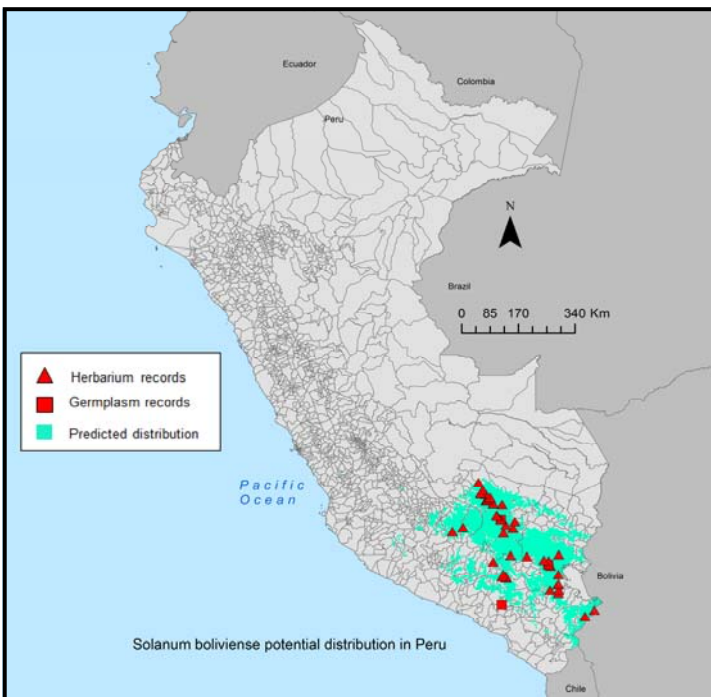 Ecuador
Colombia
Peru
N
Brazil
0 85 170 340 Km
Herbarium records
Germplasm records
Predicted distribution
Pacific
Ocean
Bolivia
Solanum boliviense potential distribution in Peru
Chile